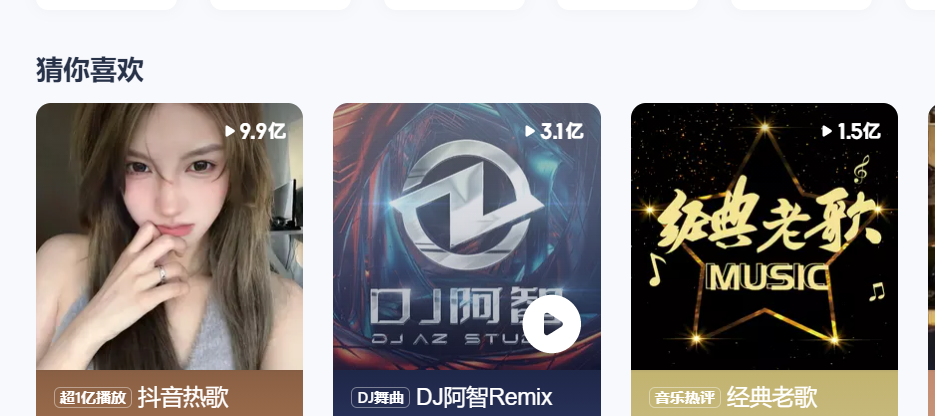 猜你喜欢
9.9亿
3.1亿
1.5亿
DJ阿智
DJ AZ STU
经典老歌
MUSIC
超1亿播放 抖音热歌
DJ舞曲 DJ阿智Remix
音乐热评 经典老歌